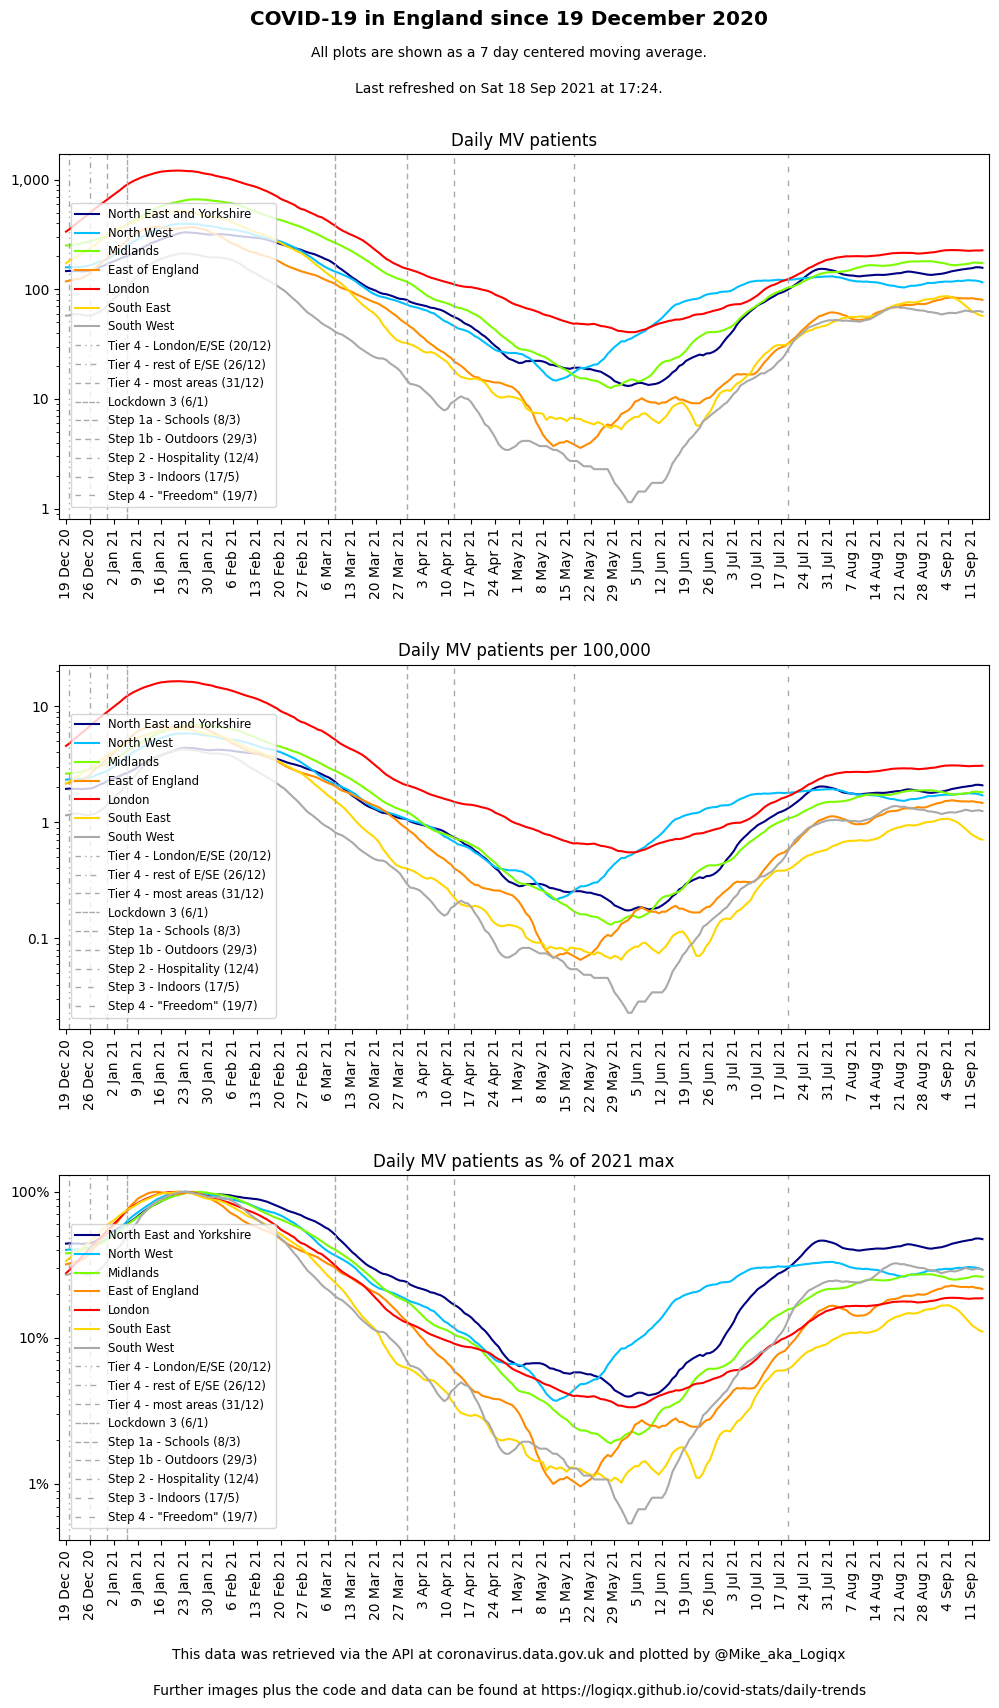 COVID-19 in England since 19 December 2020
All plots are shown as a 7 day centered moving average.
Last refreshed on Sat 18 Sep 2021 at 17:24.
Daily MV patients
1,000
100
10
1
North East and Yorkshire
North West
Midlands
East of England
London
South East
South West
Tier 4 - London/E/SE (20/12)
Tier 4 - rest of E/SE (26/12)
Tier 4 - most areas (31/12)
Lockdown 3 (6/1)
Step 1a - Schools (8/3)
Step 1b - Outdoors (29/3)
Step 2 - Hospitality (12/4)
Step 3 - Indoors (17/5)
Step 4 - "Freedom" (19/7)
19 Dec 20
26 Dec 20
2 Jan 21
9 Jan 21
16 Jan 21
23 Jan 21
30 Jan 21
6 Feb 21
13 Feb 21
20 Feb 21
27 Feb 21
6 Mar 21
13 Mar 21
20 Mar 21
27 Mar 21
3 Apr 21
10 Apr 21
17 Apr 21
24 Apr 21
1 May 21
8 May 21
15 May 21
22 May 21
29 May 21
5 Jun 21
12 Jun 21
19 Jun 21
26 Jun 21
3 Jul 21
10 Jul 21
17 Jul 21
24 Jul 21
31 Jul 21
7 Aug 21
14 Aug 21
21 Aug 21
28 Aug 21
4 Sep 21
11 Sep 21
Daily MV patients per 100,000
10
1
0.1
North East and Yorkshire
North West
Midlands
East of England
London
South East
South West
Tier 4 - London/E/SE (20/12)
Tier 4 - rest of E/SE (26/12)
Tier 4 - most areas (31/12)
Lockdown 3 (6/1)
Step 1a - Schools (8/3)
Step 1b - Outdoors (29/3)
Step 2 - Hospitality (12/4)
Step 3 - Indoors (17/5)
Step 4 - "Freedom" (19/7)
19 Dec 20
26 Dec 20
2 Jan 21
9 Jan 21
16 Jan 21
23 Jan 21
30 Jan 21
6 Feb 21
13 Feb 21
20 Feb 21
27 Feb 21
6 Mar 21
13 Mar 21
20 Mar 21
27 Mar 21
3 Apr 21
10 Apr 21
17 Apr 21
24 Apr 21
1 May 21
8 May 21
15 May 21
22 May 21
29 May 21
5 Jun 21
12 Jun 21
19 Jun 21
26 Jun 21
3 Jul 21
10 Jul 21
17 Jul 21
24 Jul 21
31 Jul 21
7 Aug 21
14 Aug 21
21 Aug 21
28 Aug 21
4 Sep 21
11 Sep 21
Daily MV patients as % of 2021 max
100%
10%
1%
North East and Yorkshire
North West
Midlands
East of England
London
South East
South West
Tier 4 - London/E/SE (20/12)
Tier 4 - rest of E/SE (26/12)
Tier 4 - most areas (31/12)
Lockdown 3 (6/1)
Step 1a - Schools (8/3)
Step 1b - Outdoors (29/3)
Step 2 - Hospitality (12/4)
Step 3 - Indoors (17/5)
Step 4 - "Freedom" (19/7)
19 Dec 20
26 Dec 20
2 Jan 21
9 Jan 21
16 Jan 21
23 Jan 21
30 Jan 21
6 Feb 21
13 Feb 21
20 Feb 21
27 Feb 21
6 Mar 21
13 Mar 21
20 Mar 21
27 Mar 21
3 Apr 21
10 Apr 21
17 Apr 21
24 Apr 21
1 May 21
8 May 21
15 May 21
22 May 21
29 May 21
5 Jun 21
12 Jun 21
19 Jun 21
26 Jun 21
3 Jul 21
10 Jul 21
17 Jul 21
24 Jul 21
31 Jul 21
7 Aug 21
14 Aug 21
21 Aug 21
28 Aug 21
4 Sep 21
11 Sep 21
This data was retrieved via the API at coronavirus.data.gov.uk and plotted by @Mike_aka_Logiqx
Further images plus the code and data can be found at https://logiqx.github.io/covid-stats/daily-trends